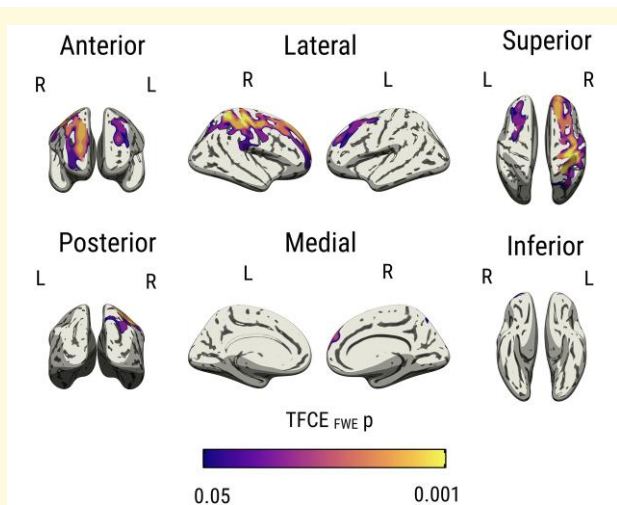 Anterior Lateral Superior
R L R L L R
Posterior Medial Inferior
L R L R R L
TFCE FWE p
0.05 0.001